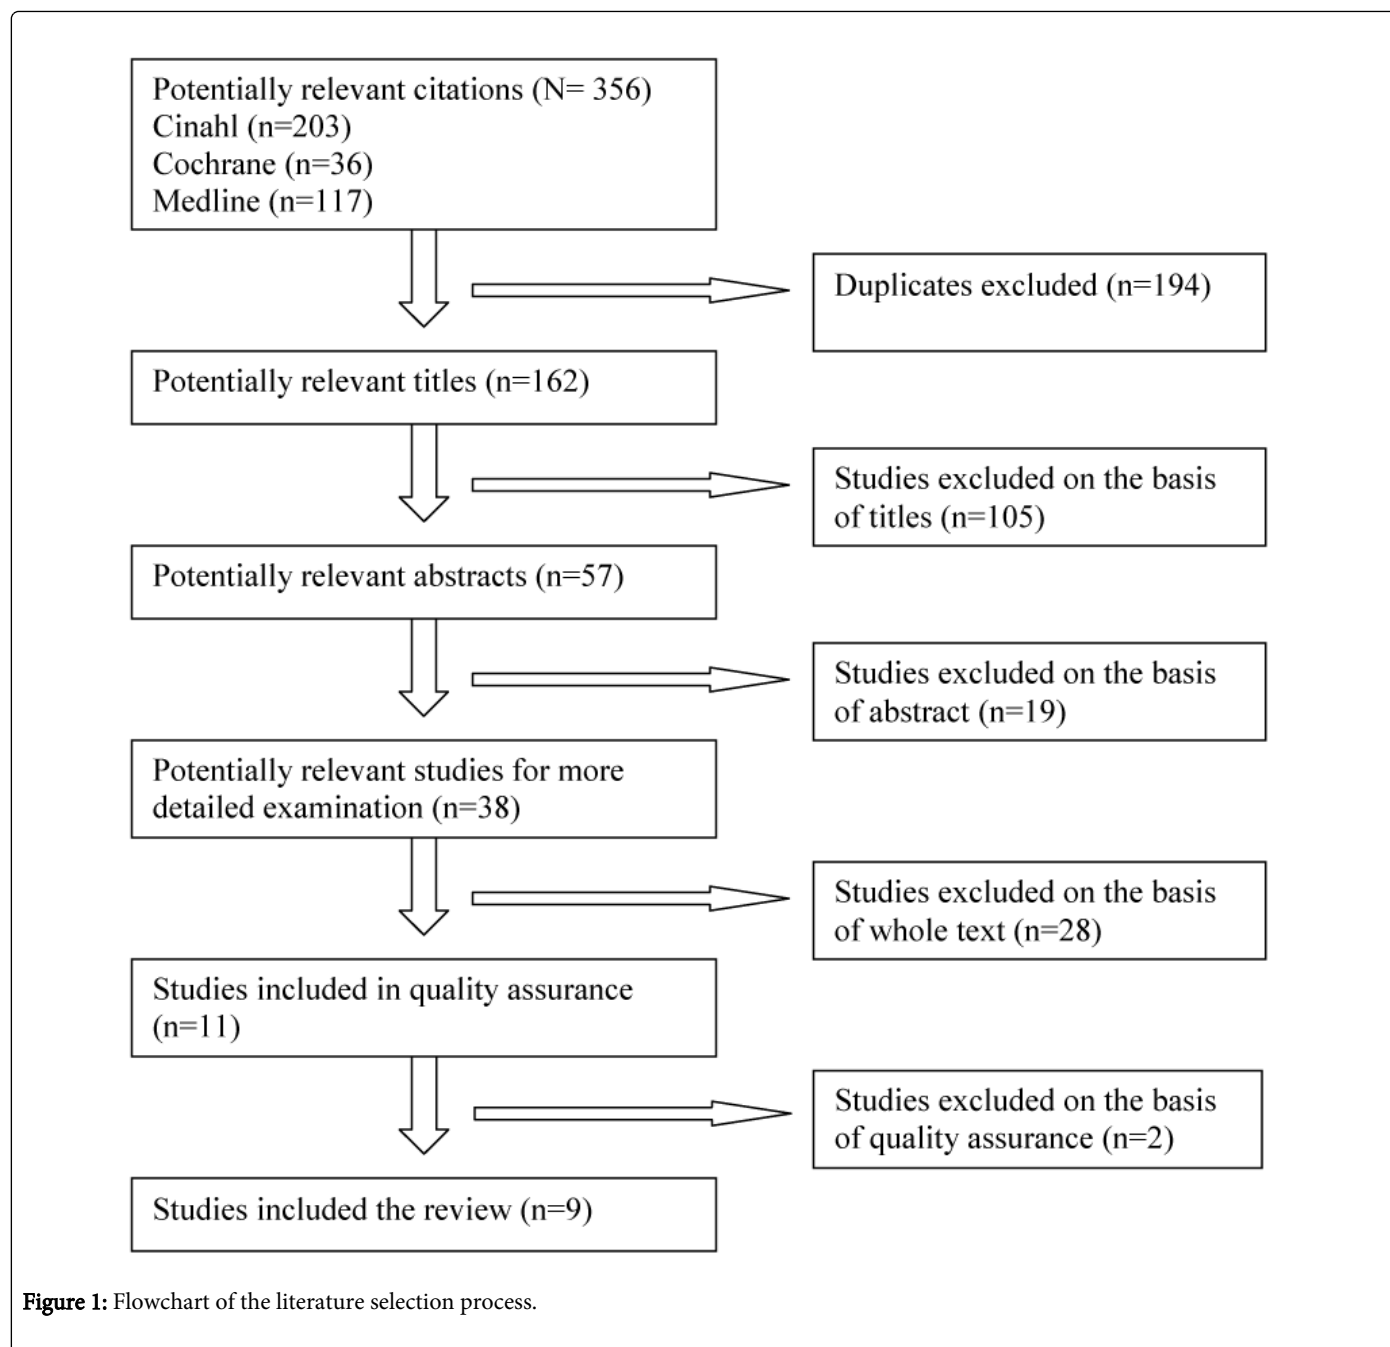 Potentially relevant citations (N= 356)
Cinahl (n=203)
Cochrane (n=36)
Medline (n=117)
Duplicates excluded (n=194)
Potentially relevant titles (n=162)
Studies excluded on the basis
of titles (n=105)
Potentially relevant abstracts (n=57)
Studies excluded on the basis
of abstract (n=19)
Potentially relevant studies for more
detailed examination (n=38)
Studies excluded on the basis
of whole text (n=28)
Studies included in quality assurance
(n=11)
Studies excluded on the basis
of quality assurance (n=2)
Studies included the review (n=9)
Figure 1: Flowchart of the literature selection process.